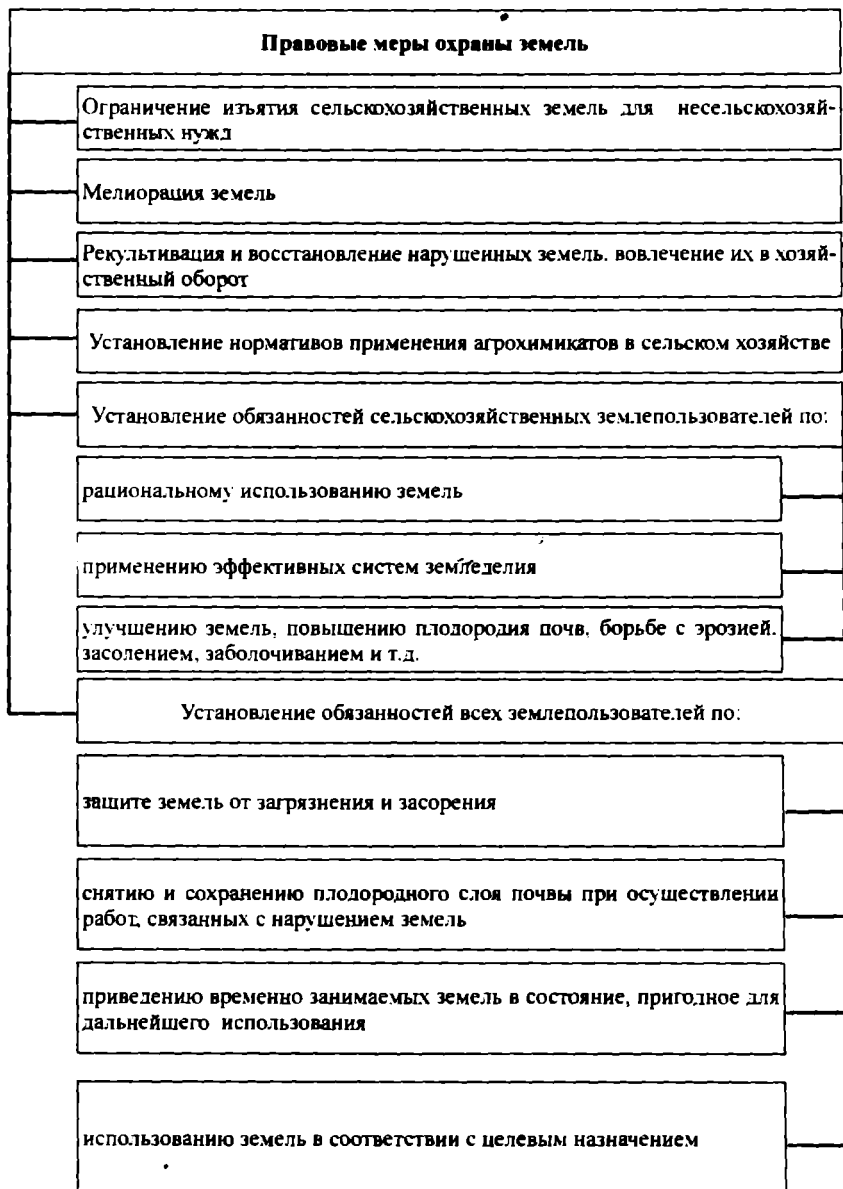 Правовые меры охраны земель
Ограничение изъятия сельскохозяйственных земель для несельскохозяй-
ственных нужд
Мелиорация земель
Рекультивация и восстановление нарушенных земель. вовлечение их в хозяй-
ственный оборот
Установление нормативов применения агрохимикатов в сельском хозяйстве
Установление обязанностей сельскохозяйственных землепользователей по:
рациональному использованию земель
применению эффективных систем земледелия
улучшению земель, повышению плодородия почв, борьбе с эрозией.
засолением, заболочиванием и т.д.
Установление обязанностей всех землепользователей по:
защите земель от загрязнения и засорения
снятию и сохранению плодородного слоя почвы при осуществлении
работ, связанных с нарушением земель
приведению временно занимаемых земель в состояние, пригодное для
дальнейшего использования
использованию земель в соответствии с целевым назначением